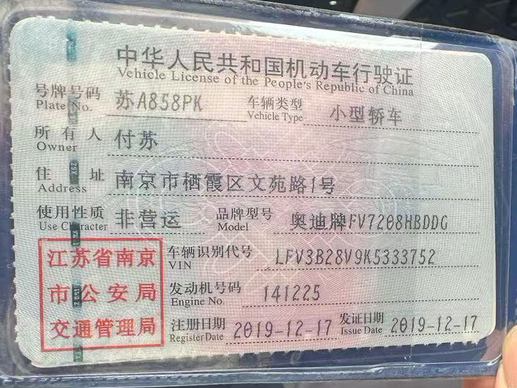 中华人民共和国机动车行驶证
Vehicle License of the People's Republic of China
号牌号码 苏A858PK 车辆类型 小型轿车
Plate No. Vehicle Type
所有人 付苏
Owner
住址 南京市栖霞区文苑路1号
Address
使用性质 非营运 品牌型号 奥迪牌FV7208HBDDG
Use Character Model
江苏省南京市公安局交通管理局
车辆识别代号 LFV3B28V9K5333752
VIN
发动机号码 141225
Engine No.
注册日期 2019-12-17 发证日期 2019-12-17
Register Date Issue Date